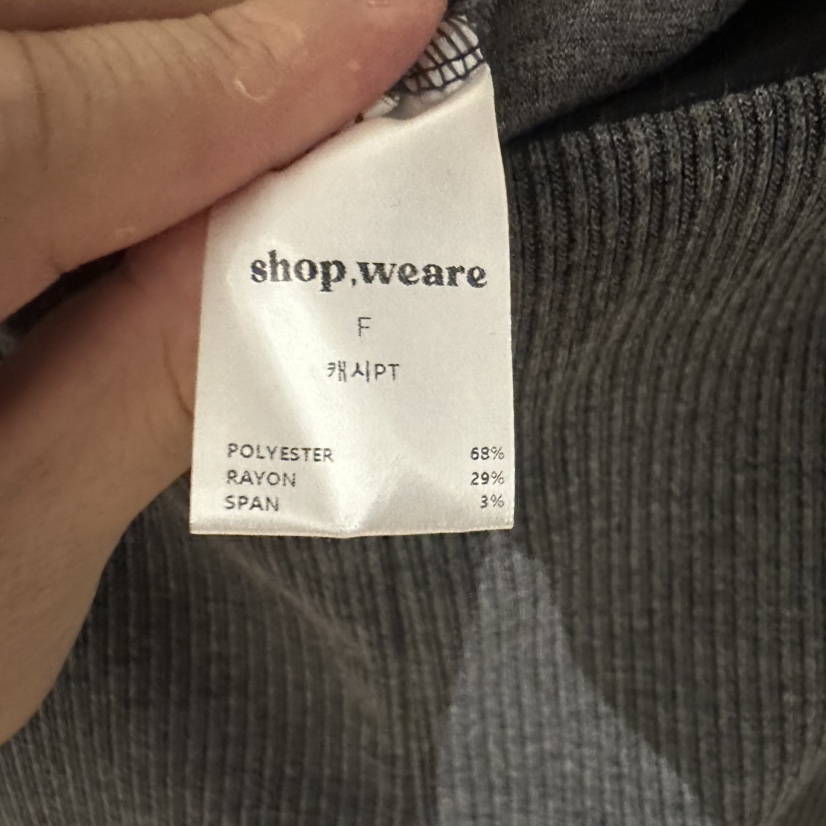 shop,weare
F
캐시PT
POLYESTER 68%
RAYON 29%
SPAN 3%